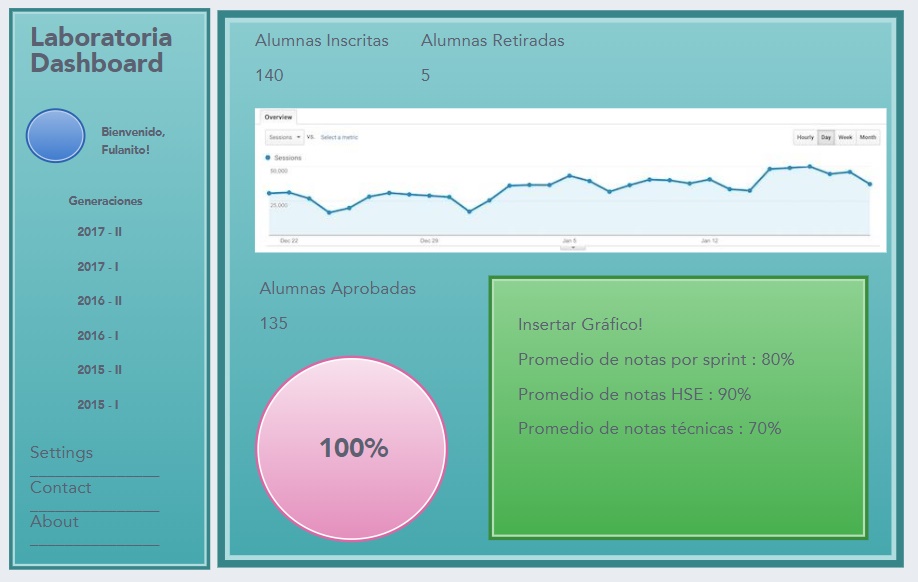 Laboratoria
Dashboard
Bienvenido,
Fulanito!
Generaciones
2017 - II
2017 - I
2016 - II
2016 - I
2015 - II
2015 - I
Settings
Contact
About
Alumnas Inscritas
140
Alumnas Retiradas
5
Overview
Sessions VS. Select a metric
Hourly Day Week Month
Sessions
50,000
25,000
Dec 22 Dec 29 Jan 5 Jan 12
Alumnas Aprobadas
135
100%
Insertar Gráfico!
Promedio de notas por sprint : 80%
Promedio de notas HSE : 90%
Promedio de notas técnicas : 70%